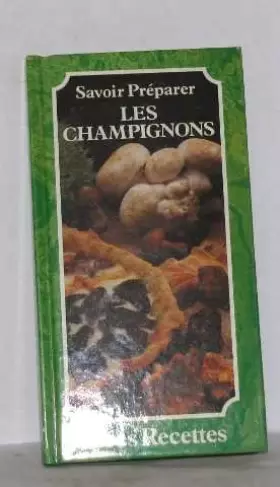 Savoir Préparer
LES
CHAMPIGNONS
Recettes